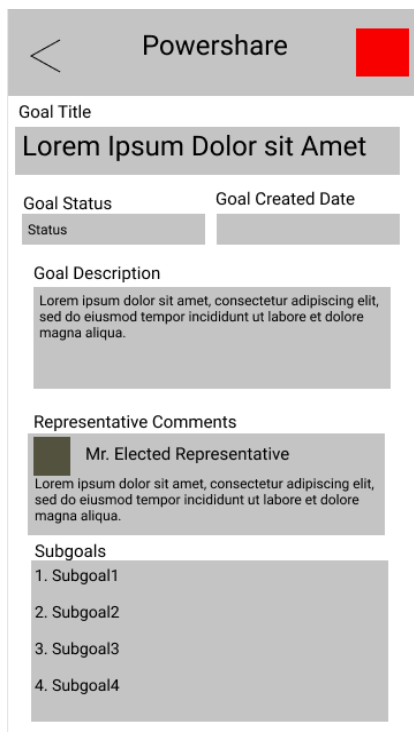 Powershare
Goal Title
Lorem Ipsum Dolor sit Amet
Goal Status
Goal Created Date
Status
Goal Description
Lorem ipsum dolor sit amet, consectetur adipiscing elit,
sed do eiusmod tempor incididunt ut labore et dolore
magna aliqua.
Representative Comments
Mr. Elected Representative
Lorem ipsum dolor sit amet, consectetur adipiscing elit,
sed do eiusmod tempor incididunt ut labore et dolore
magna aliqua.
Subgoals
1. Subgoal1
2. Subgoal2
3. Subgoal3
4. Subgoal4